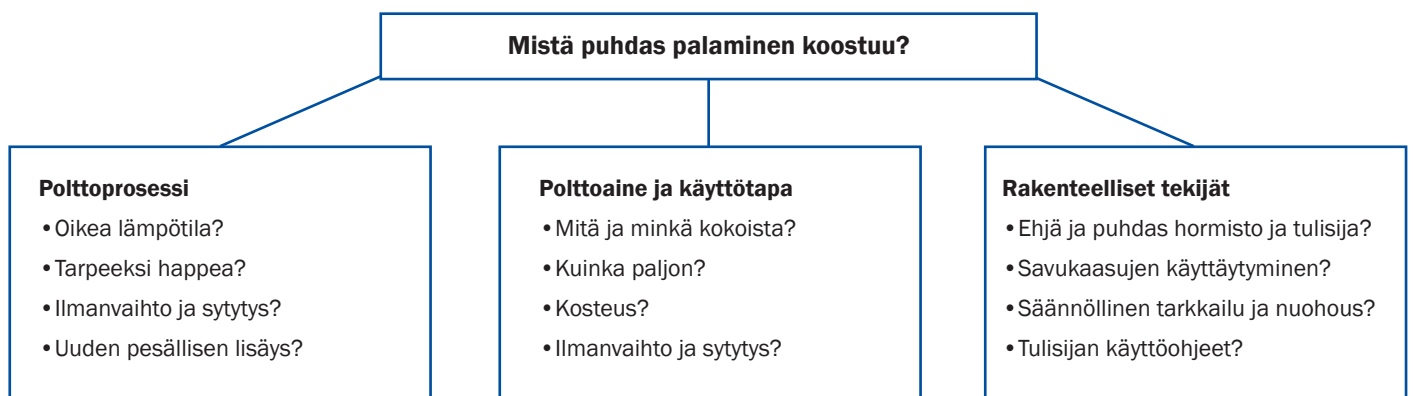 Mistä puhdas palaminen koostuu?
Polttoprosessi
• Oikea lämpötila?
• Tarpeeksi happea?
• Ilmanvaihto ja sytytys?
• Uuden pesällisen lisäys?
Polttoaine ja käyttötapa
• Mitä ja minkä kokoista?
• Kuinka paljon?
• Kosteus?
• Ilmanvaihto ja sytytys?
Rakenteelliset tekijät
• Ehjä ja puhdas hormisto ja tulisija?
• Savukaasujen käyttäytyminen?
• Säännöllinen tarkkailu ja nuohous?
• Tulisijan käyttöohjeet?